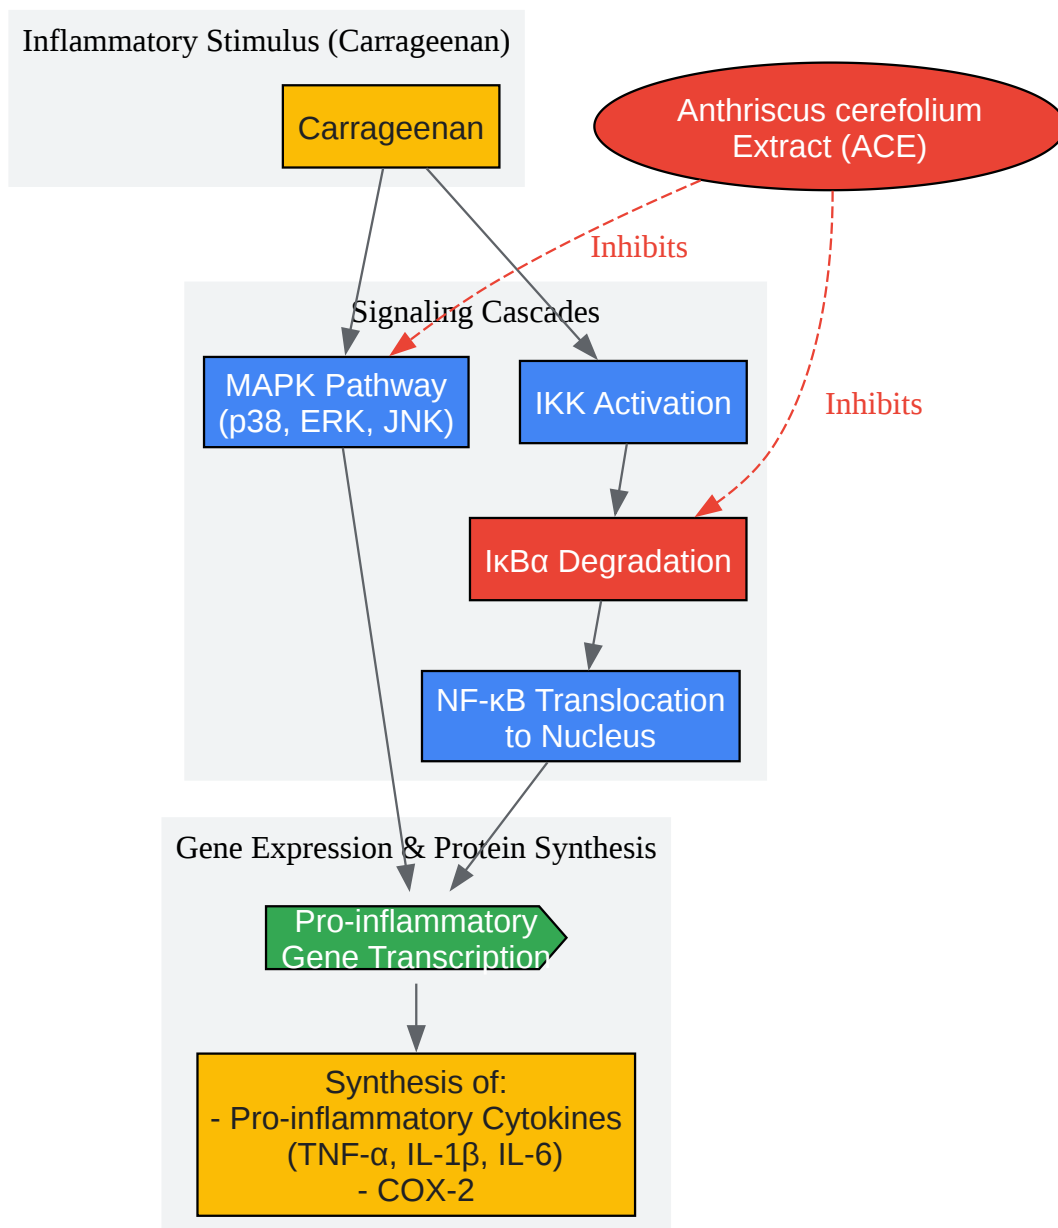 Inflammatory Stimulus (Carrageenan)
Carrageenan
Anthriscus cerefolium
Extract (ACE)
Inhibits
Signaling Cascades
MAPK Pathway
(p38, ERK, JNK)
IKK Activation
Inhibits
IκBα Degradation
NF-κB Translocation
to Nucleus
Gene Expression & Protein Synthesis
Pro-inflammatory
Gene Transcription
Synthesis of:
- Pro-inflammatory Cytokines
(TNF-α, IL-1β, IL-6)
- COX-2